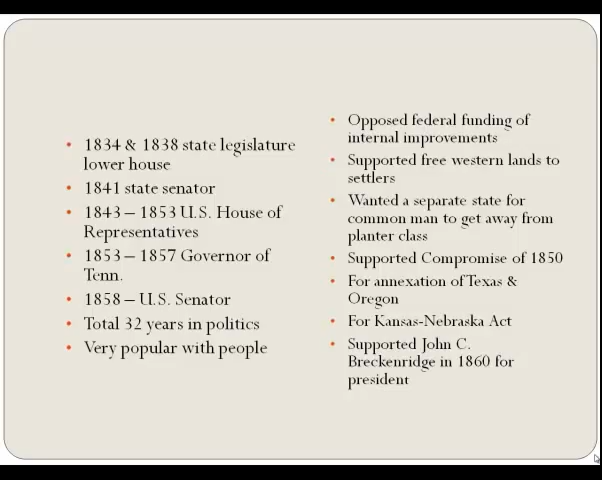 • 1834 & 1838 state legislature
lower house
• 1841 state senator
• 1843 – 1853 U.S. House of
Representatives
• 1853 – 1857 Governor of
Tenn.
• 1858 – U.S. Senator
• Total 32 years in politics
• Very popular with people
• Opposed federal funding of
internal improvements
• Supported free western lands to
settlers
• Wanted a separate state for
common man to get away from
planter class
• Supported Compromise of 1850
• For annexation of Texas &
Oregon
• For Kansas-Nebraska Act
• Supported John C.
Breckenridge in 1860 for
president